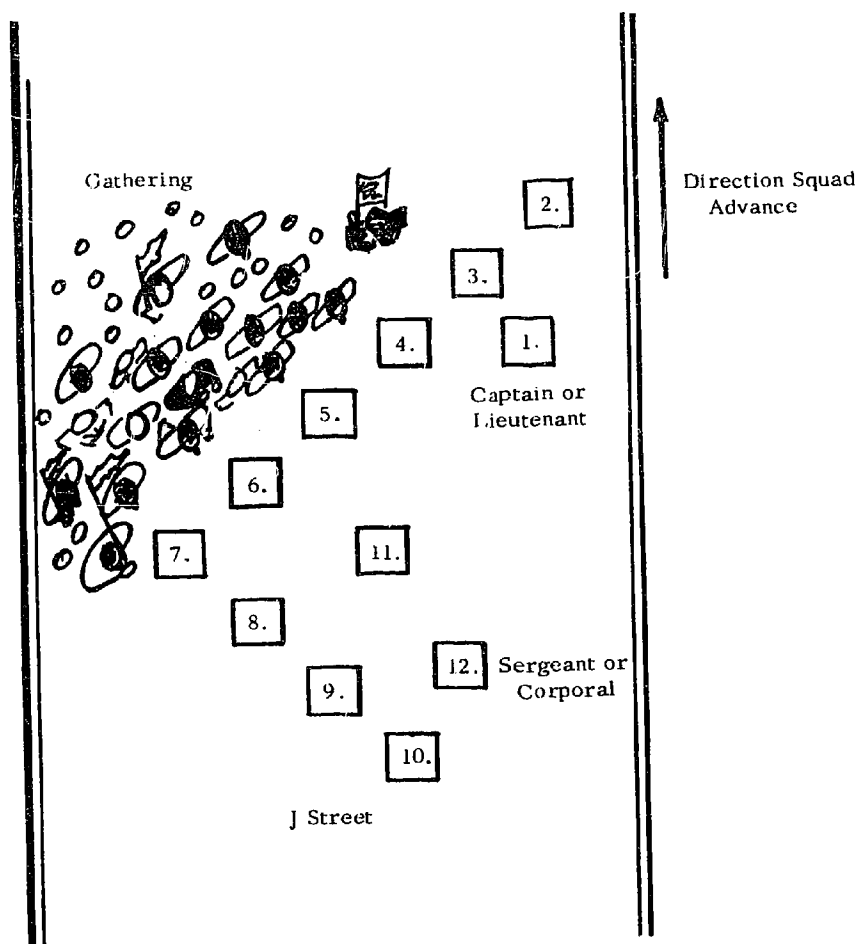 Gathering
Direction Squad
Advance
2.
3.
4.
1.
Captain or
Lieutenant
5.
6.
7.
11.
8.
12.
Sergeant or
Corporal
9.
10.
J Street